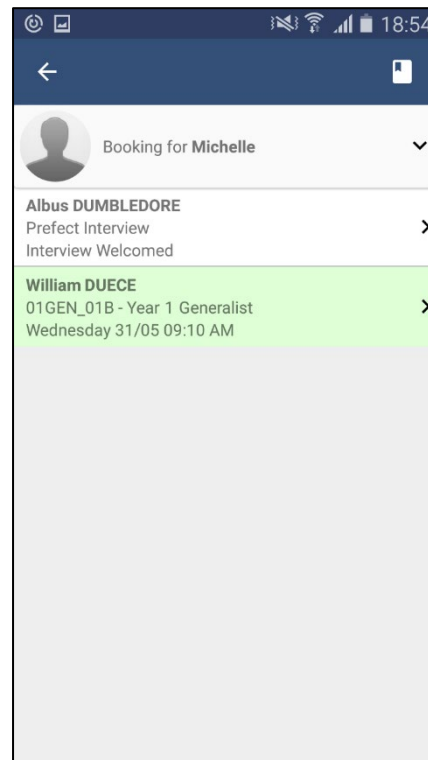 18:54
Booking for Michelle
Albus DUMBLEDORE
Prefect Interview
Interview Welcomed
William DUECE
01GEN_01B - Year 1 Generalist
Wednesday 31/05 09:10 AM